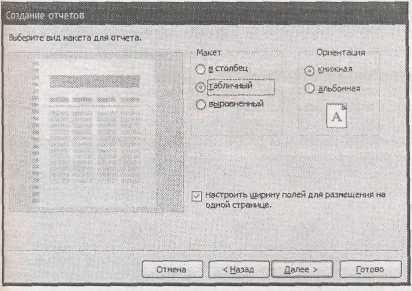 Создание отчетов
Выберите вид макета для отчета.
Макет
в столбец
табличный
выровненный
Ориентация
книжная
альбомная
A
Настроить ширину полей для размещения на
одной странице.
Отмена
< Назад
Далее >
Готово